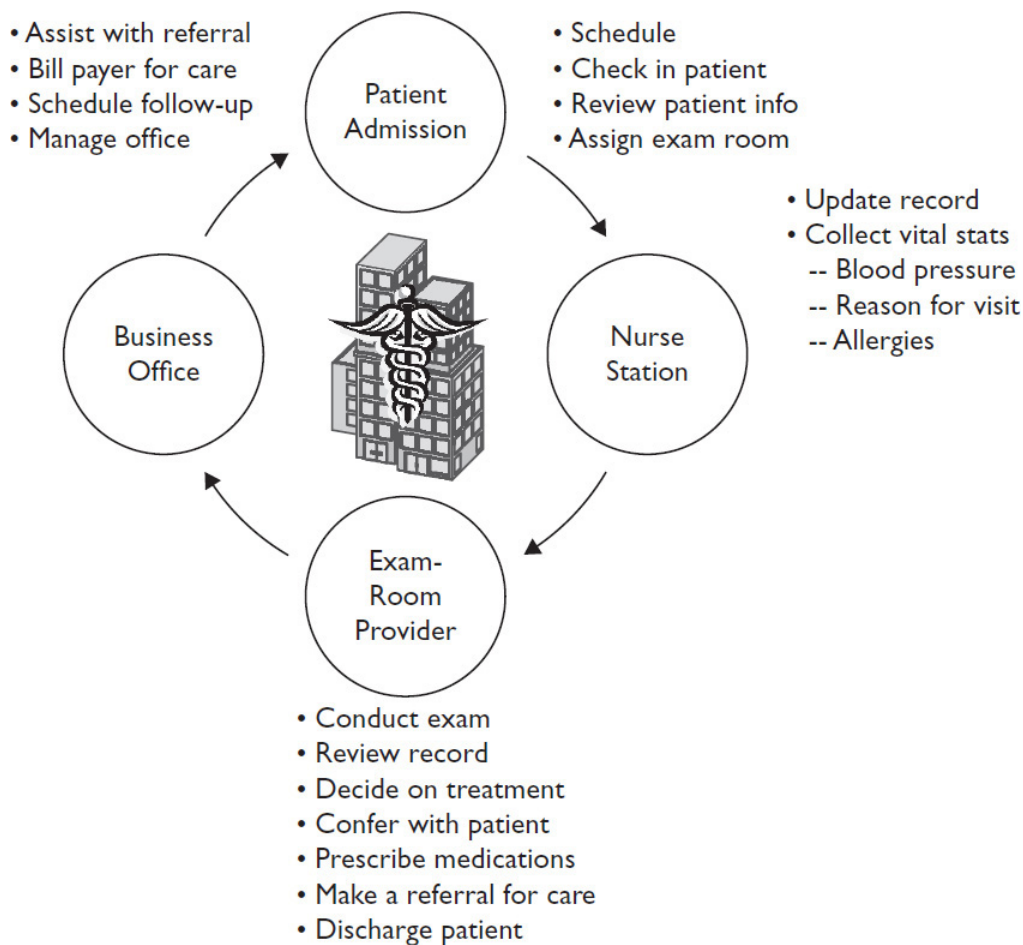 • Assist with referral
• Bill payer for care
• Schedule follow-up
• Manage office
Patient
Admission
• Schedule
• Check in patient
• Review patient info
• Assign exam room
• Update record
• Collect vital stats
-- Blood pressure
-- Reason for visit
-- Allergies
Business
Office
Nurse
Station
Exam-
Room
Provider
• Conduct exam
• Review record
• Decide on treatment
• Confer with patient
• Prescribe medications
• Make a referral for care
• Discharge patient